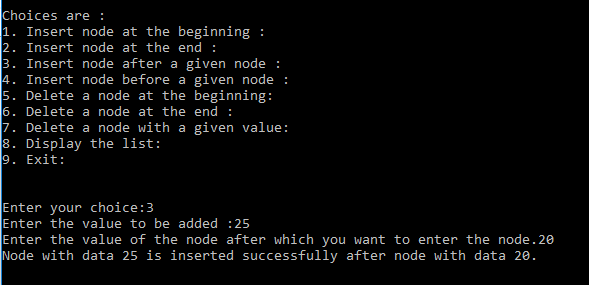 Choices are :
1. Insert node at the beginning :
2. Insert node at the end :
3. Insert node after a given node :
4. Insert node before a given node :
5. Delete a node at the beginning:
6. Delete a node at the end :
7. Delete a node with a given value:
8. Display the list:
9. Exit:
Enter your choice:3
Enter the value to be added :25
Enter the value of the node after which you want to enter the node.20
Node with data 25 is inserted successfully after node with data 20.